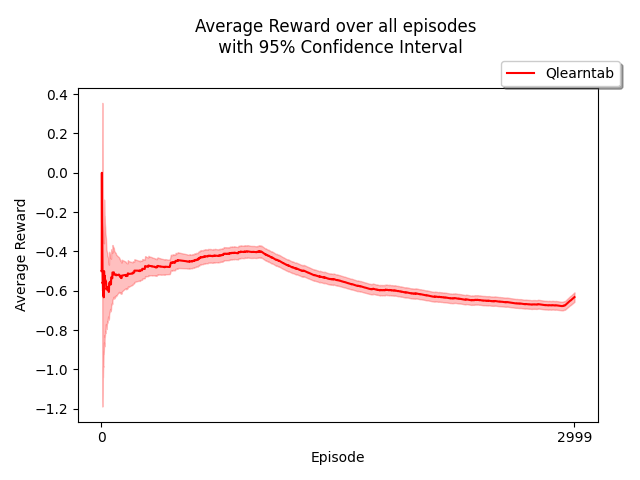 Average Reward over all episodes
with 95% Confidence Interval
Qlearntab
0.4
0.2
0.0
−0.2
−0.4
−0.6
−0.8
−1.0
−1.2
Average Reward
0
2999
Episode